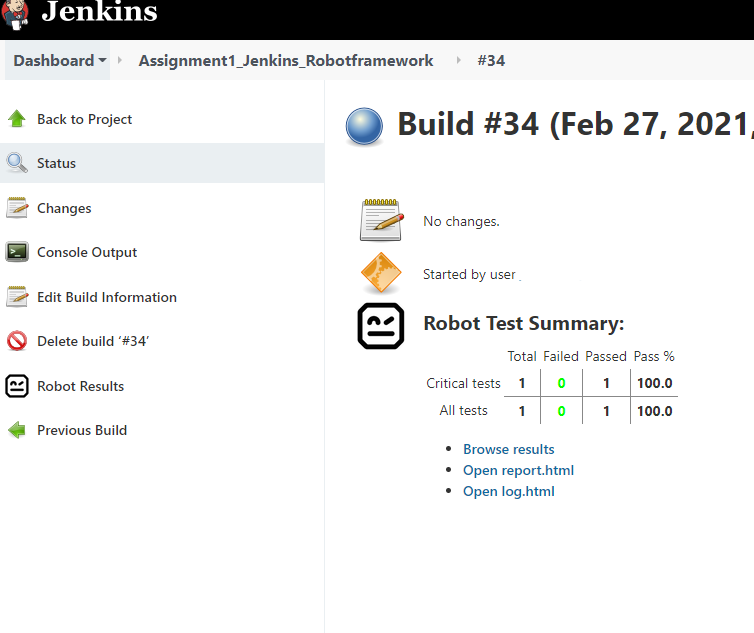 Jenkins
Dashboard Assignment1_Jenkins_Robotframework #34
Back to Project
Status
Changes
Console Output
Edit Build Information
Delete build ‘#34’
Robot Results
Previous Build
Build #34 (Feb 27, 2021,
No changes.
Started by user
Robot Test Summary:
Total Failed Passed Pass %
Critical tests 1 0 1 100.0
All tests 1 0 1 100.0
Browse results
Open report.html
Open log.html